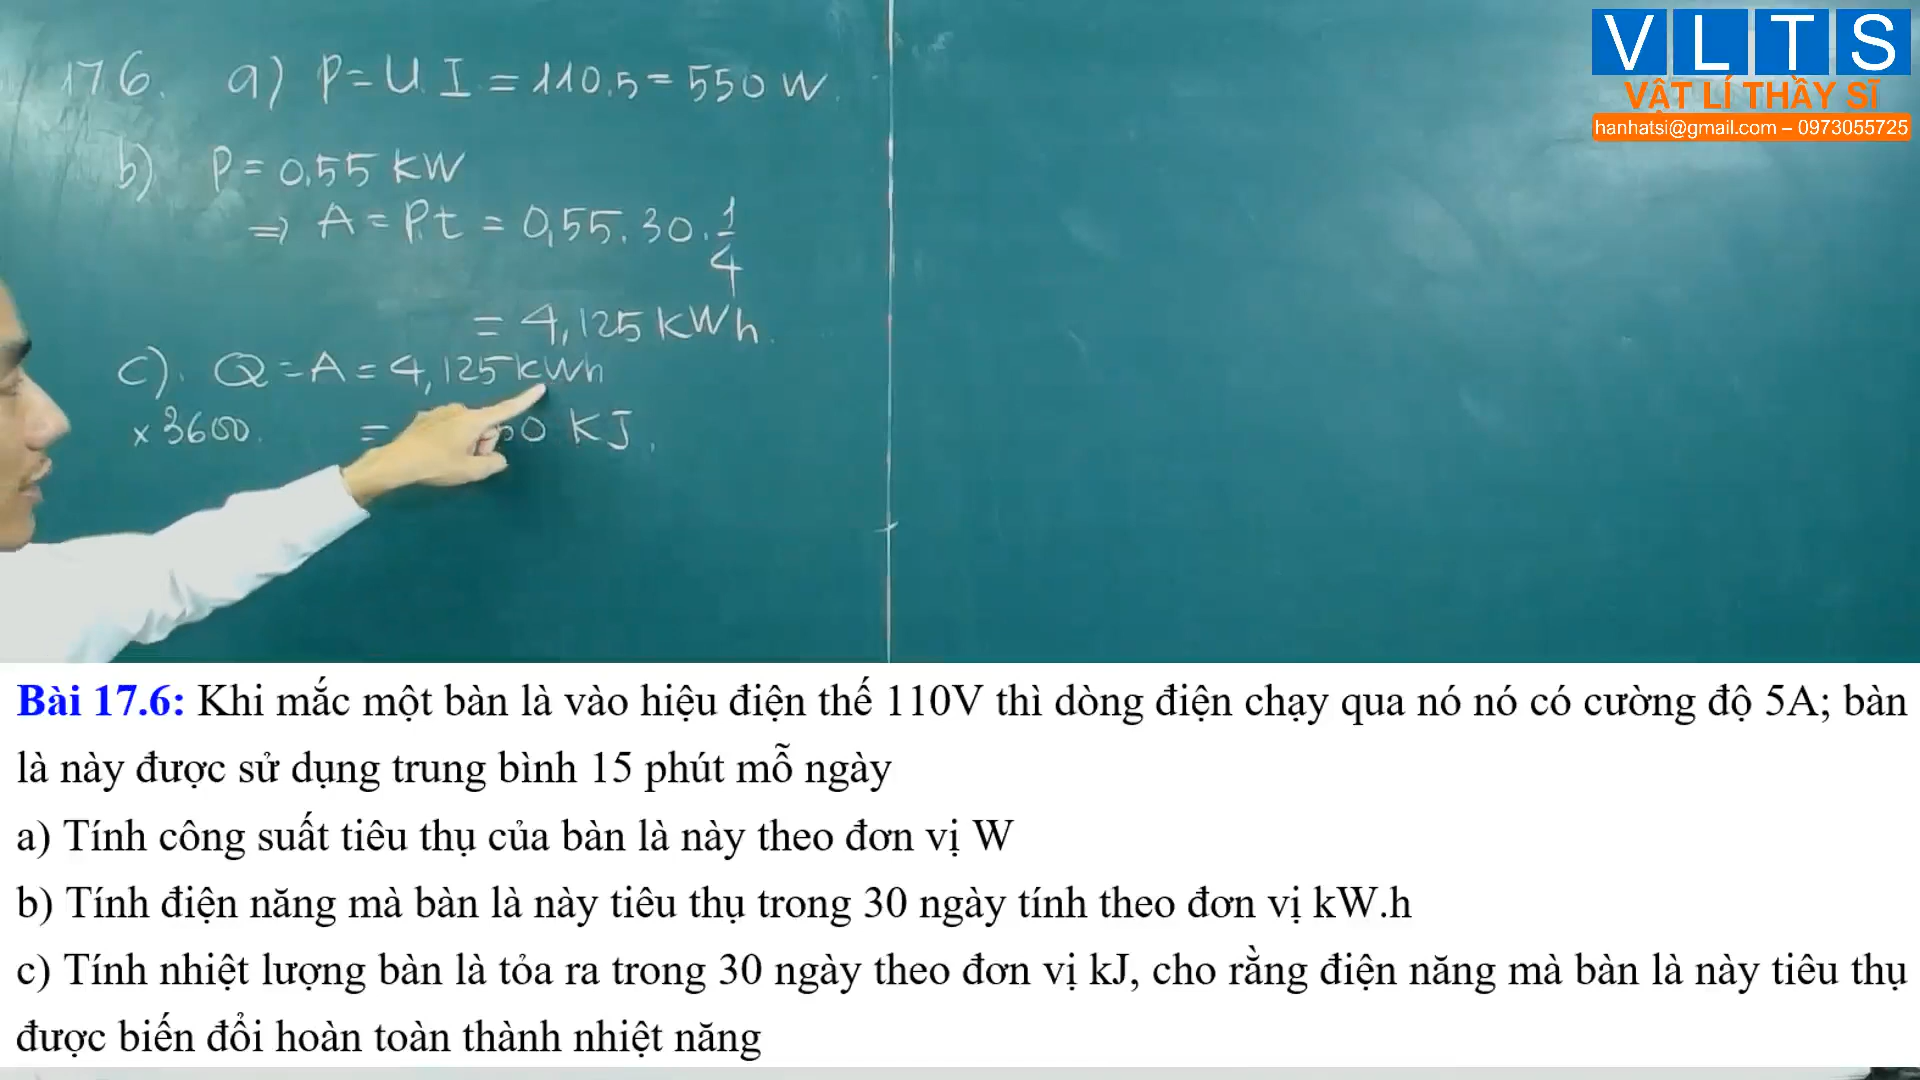 17.6. a) P = U.I = 110.5 = 550 W.
b) P = 0,55 KW
=> A = P.t = 0,55.30.1/4
= 4,125 KWh.
c). Q = A = 4,125 kWh
x 3600. = 0 KJ.
VLTS
VẬT LÍ THẦY SĨ
hanhatsi@gmail.com – 0973055725
Bài 17.6: Khi mắc một bàn là vào hiệu điện thế 110V thì dòng điện chạy qua nó nó có cường độ 5A; bàn
là này được sử dụng trung bình 15 phút mỗ ngày
a) Tính công suất tiêu thụ của bàn là này theo đơn vị W
b) Tính điện năng mà bàn là này tiêu thụ trong 30 ngày tính theo đơn vị kW.h
c) Tính nhiệt lượng bàn là tỏa ra trong 30 ngày theo đơn vị kJ, cho rằng điện năng mà bàn là này tiêu thụ
được biến đổi hoàn toàn thành nhiệt năng